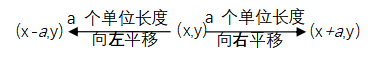 a 个单位长度 a 个单位长度
(x-a,y) (x,y) (x+a,y)
向左平移 向右平移